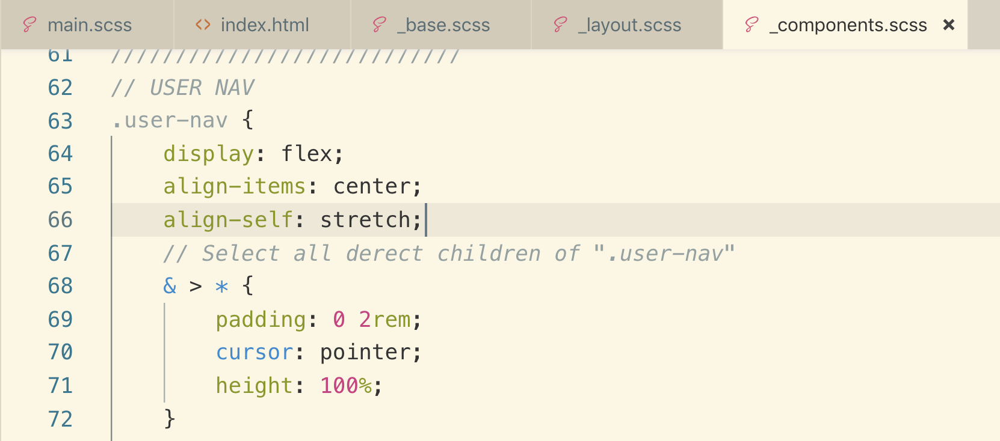 main.scss index.html _base.scss _layout.scss _components.scss ×
61 ///////////////////////////
62 // USER NAV
63 .user-nav {
64 display: flex;
65 align-items: center;
66 align-self: stretch;
67 // Select all derect children of ".user-nav"
68 & > * {
69 padding: 0 2rem;
70 cursor: pointer;
71 height: 100%;
72 }